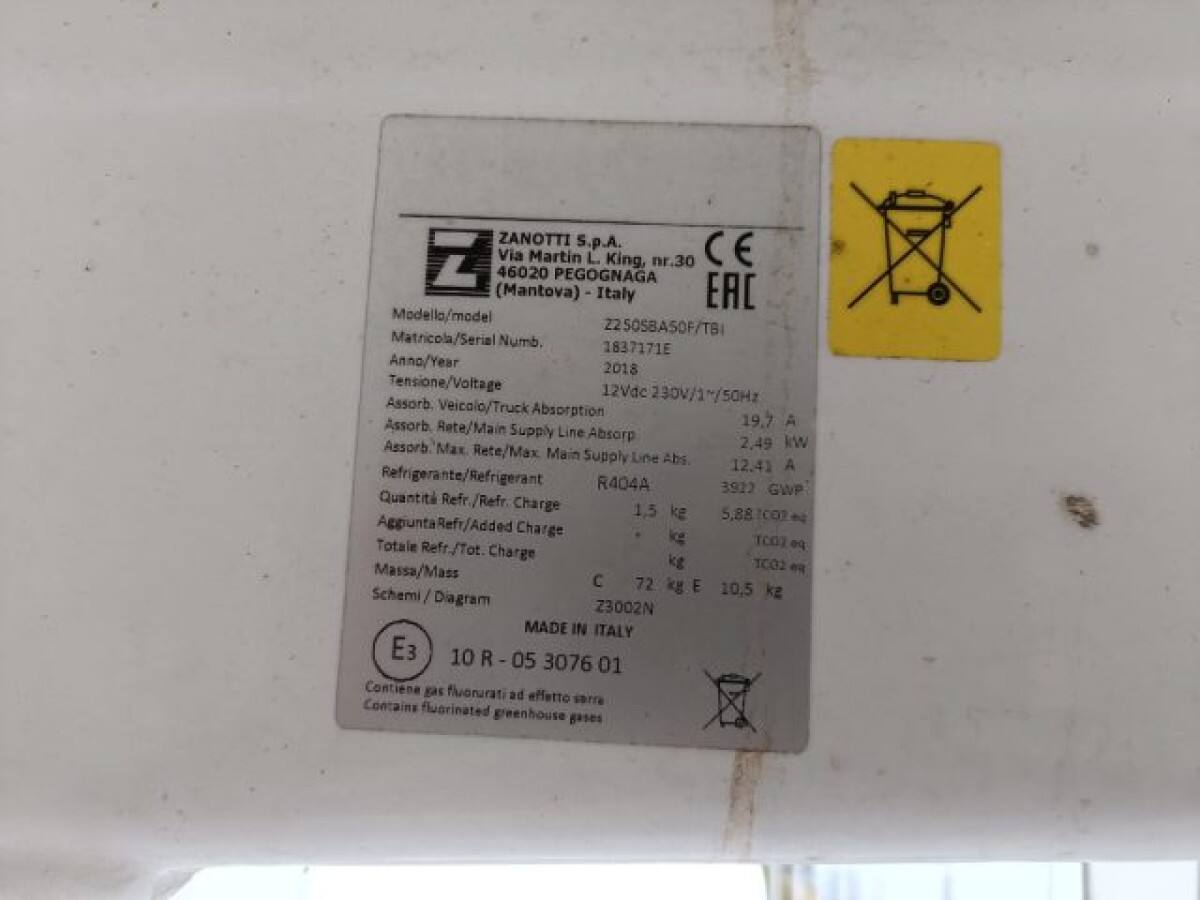 ZANOTTI S.p.A.
Via Martin L. King, nr.30
46020 PEGOGNAGA
(Mantova) - Italy
CE
EAC
Modello/model Z250SBA50F/TBI
Matricola/Serial Numb. 1837171E
Anno/Year 2018
Tensione/Voltage 12Vdc 230V/1~/50Hz
Assorb. Veicolo/Truck Absorption 19,7 A
Assorb. Rete/Main Supply Line Absorp. 2,49 kW
Assorb. Max. Rete/Max. Main Supply Line Abs. 12,41 A
Refrigerante/Refrigerant R404A 3922 GWP
Quantità Refr./Refr. Charge 1,5 kg 5,88 TCO2 eq
AggiuntaRefr/Added Charge kg TCO2 eq
Totale Refr./Tot. Charge kg TCO2 eq
Massa/Mass C 72 kg E 10,5 kg
Schemi / Diagram Z3002N
MADE IN ITALY
E3 10 R - 05 3076 01
Contiene gas fluorurati ad effetto serra
Contains fluorinated greenhouse gases